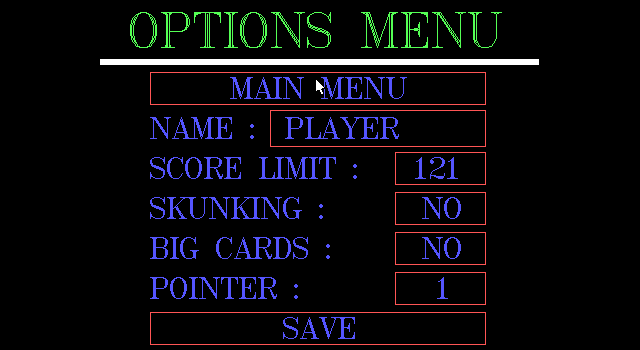 OPTIONS MENU
MAIN MENU
NAME : PLAYER
SCORE LIMIT : 121
SKUNKING : NO
BIG CARDS : NO
POINTER : 1
SAVE